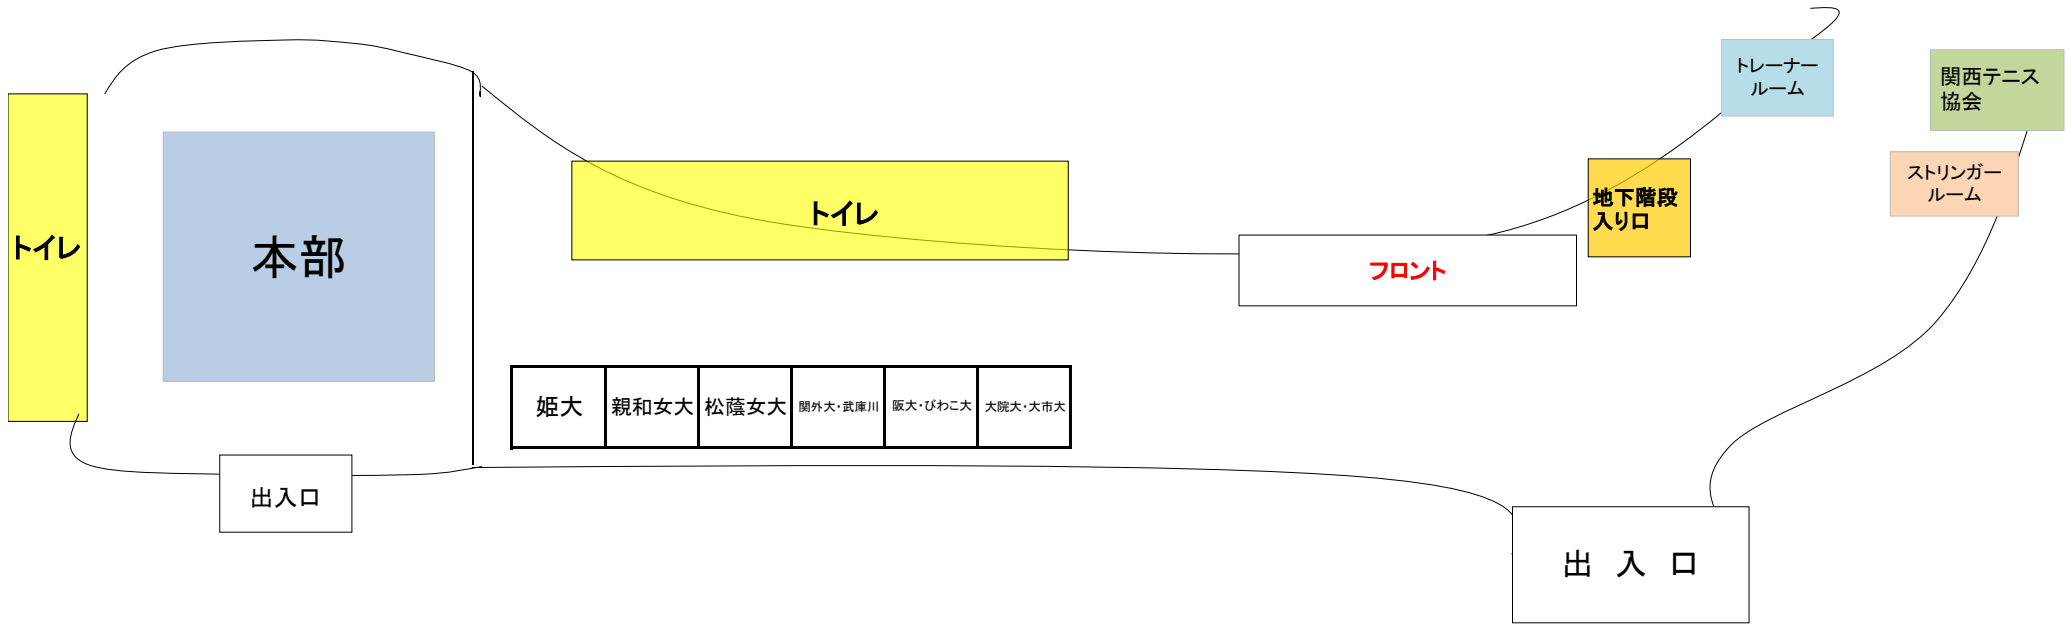 トレーナー
ルーム
関西テニス
協会
ストリンガー
ルーム
地下階段
入り口
トイレ
トイレ
本部
フロント
姫大
親和女大
松蔭女大
関外大・武庫川
阪大・びわこ大
大院大・大市大
出入口
出 入 口